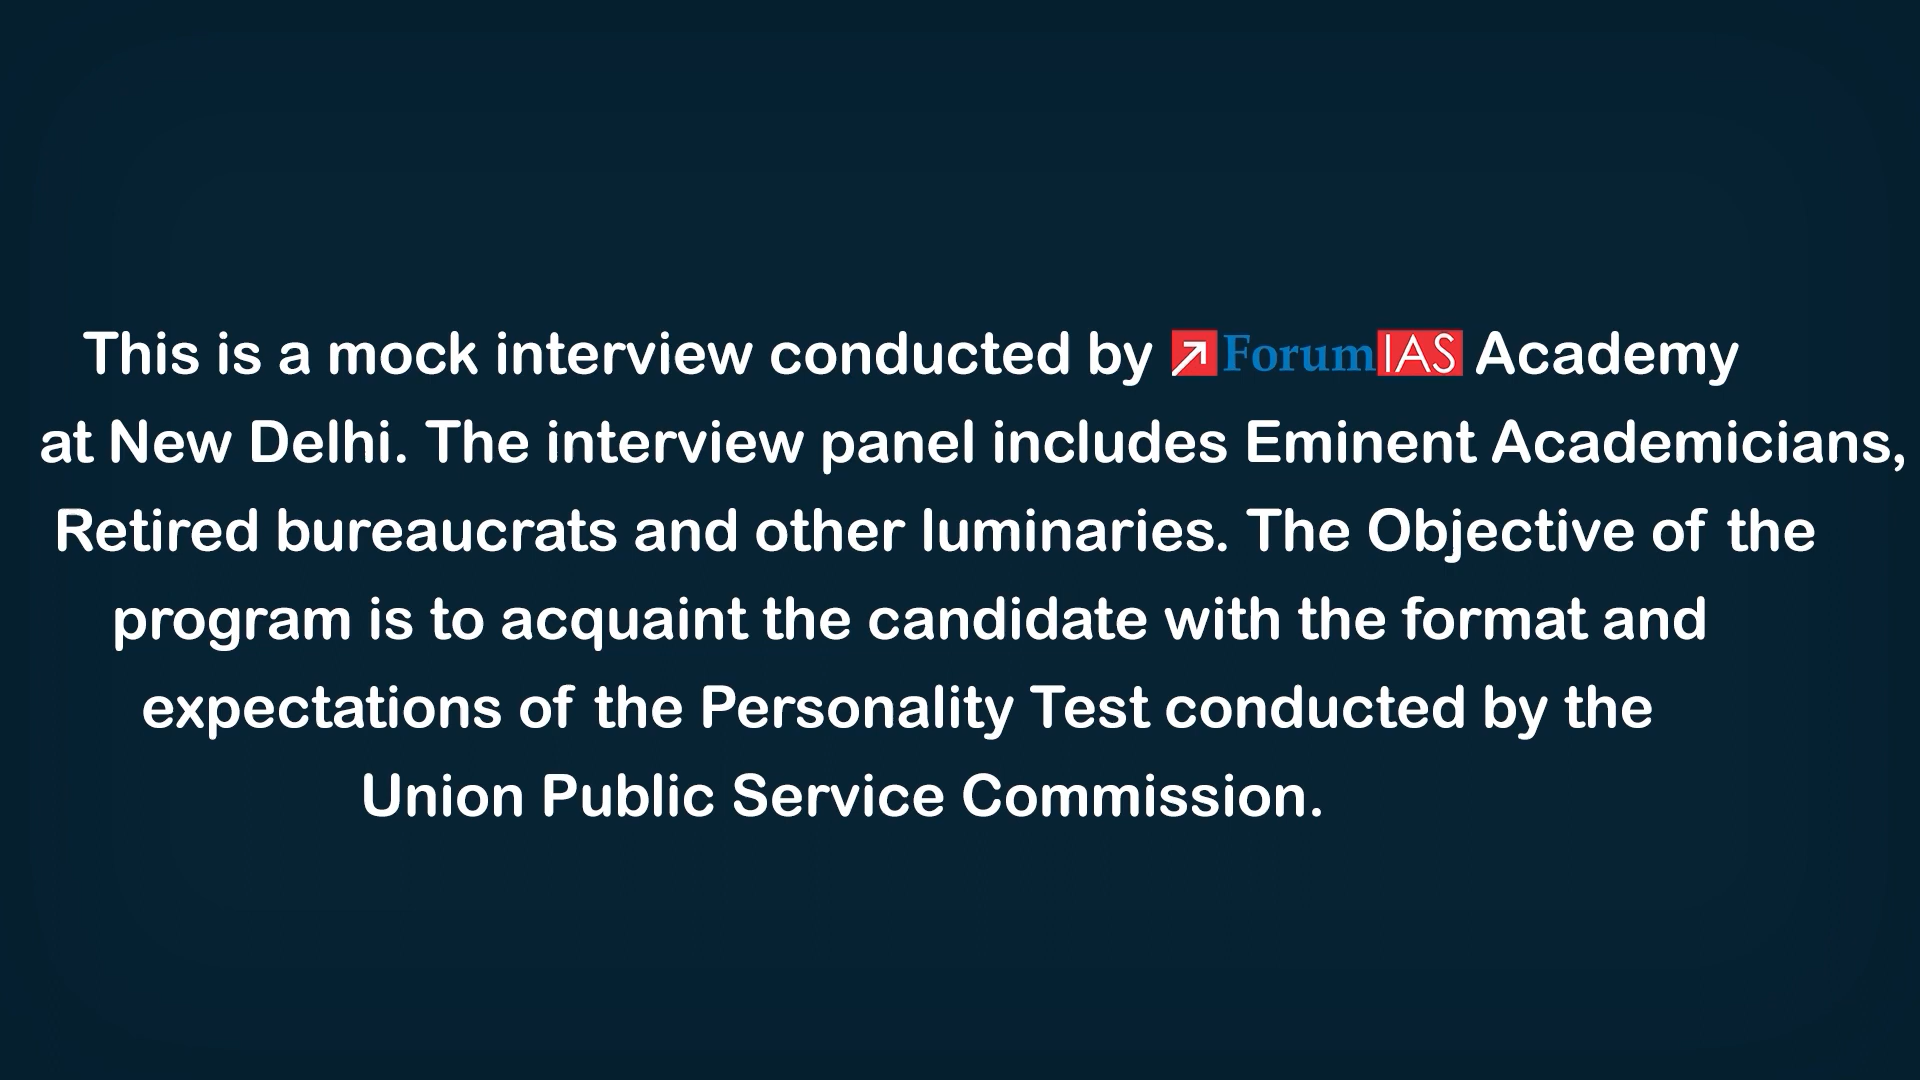 This is a mock interview conducted by ForumIAS Academy
at New Delhi. The interview panel includes Eminent Academicians,
Retired bureaucrats and other luminaries. The Objective of the
program is to acquaint the candidate with the format and
expectations of the Personality Test conducted by the
Union Public Service Commission.